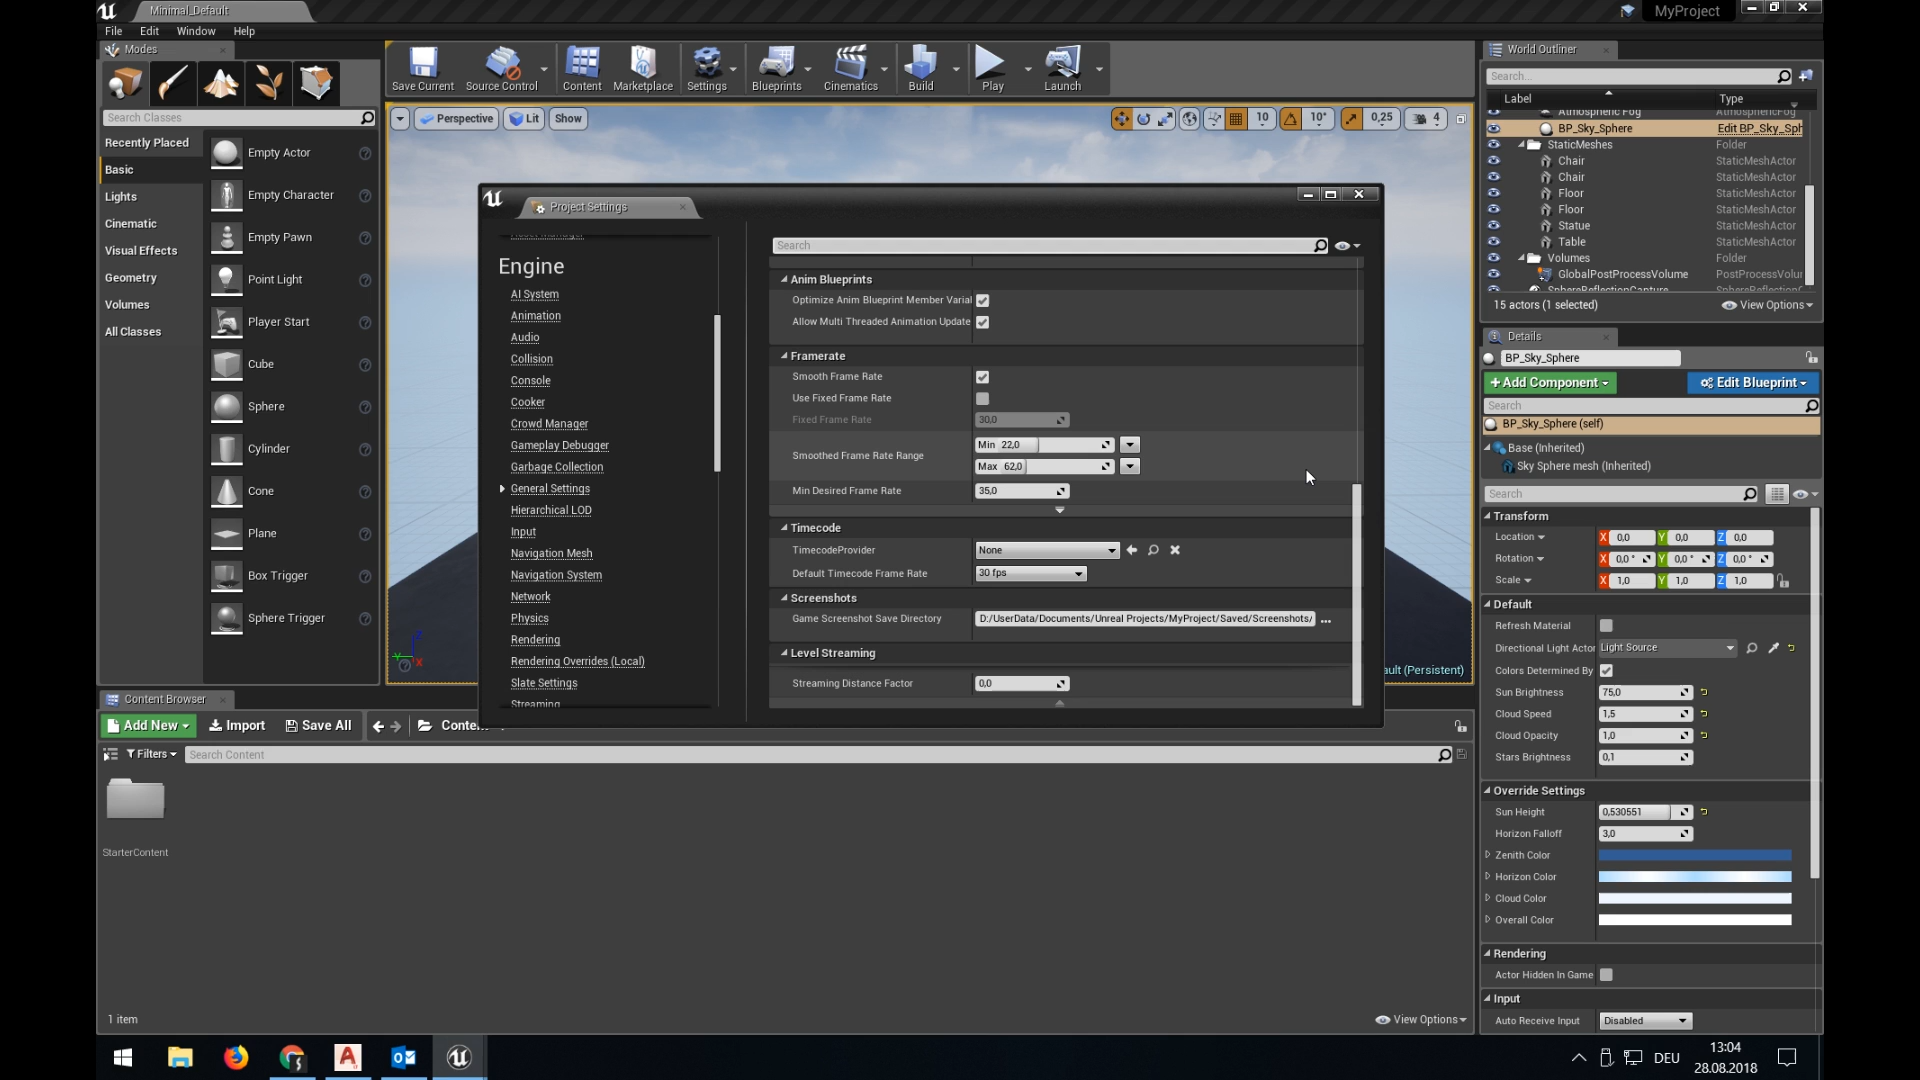 Minimal_Default
MyProject
File Edit Window Help
Modes
Search Classes
Recently Placed
Basic
Lights
Cinematic
Visual Effects
Geometry
Volumes
All Classes
Empty Actor
Empty Character
Empty Pawn
Point Light
Player Start
Cube
Sphere
Cylinder
Cone
Plane
Box Trigger
Sphere Trigger
Save Current Source Control Content Marketplace Settings Blueprints Cinematics Build Play Launch
Perspective Lit Show
10 10° 0,25 4
Project Settings
Asset Manager
Engine
AI System
Animation
Audio
Collision
Console
Cooker
Crowd Manager
Gameplay Debugger
Garbage Collection
General Settings
Hierarchical LOD
Input
Navigation Mesh
Navigation System
Network
Physics
Rendering
Rendering Overrides (Local)
Slate Settings
Streaming
Search
Anim Blueprints
Optimize Anim Blueprint Member Varial
Allow Multi Threaded Animation Update
Framerate
Smooth Frame Rate
Use Fixed Frame Rate
Fixed Frame Rate 30,0
Smoothed Frame Rate Range
Min 22,0
Max 62,0
Min Desired Frame Rate 35,0
Timecode
TimecodeProvider None
Default Timecode Frame Rate 30 fps
Screenshots
Game Screenshot Save Directory D:/UserData/Documents/Unreal Projects/MyProject/Saved/Screenshots/ ...
Level Streaming
Streaming Distance Factor 0,0
ault (Persistent)
World Outliner
Search...
Label Type
Atmospheric Fog AtmosphericFog
BP_Sky_Sphere Edit BP_Sky_Sph
StaticMeshes Folder
Chair StaticMeshActor
Chair StaticMeshActor
Floor StaticMeshActor
Floor StaticMeshActor
Statue StaticMeshActor
Table StaticMeshActor
Volumes Folder
GlobalPostProcessVolume PostProcessVolu
SphereReflectionCapture SphereReflectionC
15 actors (1 selected) View Options
Details
BP_Sky_Sphere
+Add Component Edit Blueprint
Search
BP_Sky_Sphere (self)
Base (Inherited)
Sky Sphere mesh (Inherited)
Search
Transform
Location X 0,0 Y 0,0 Z 0,0
Rotation X 0,0 ° Y 0,0 ° Z 0,0 °
Scale X 1,0 Y 1,0 Z 1,0
Default
Refresh Material
Directional Light Actor Light Source
Colors Determined By
Sun Brightness 75,0
Cloud Speed 1,5
Cloud Opacity 1,0
Stars Brightness 0,1
Override Settings
Sun Height 0,530551
Horizon Falloff 3,0
Zenith Color
Horizon Color
Cloud Color
Overall Color
Rendering
Actor Hidden In Game
Input
Auto Receive Input Disabled
Content Browser
Add New Import Save All Conte
Filters Search Content
StarterContent
1 item View Options
DEU
13:04
28.08.2018